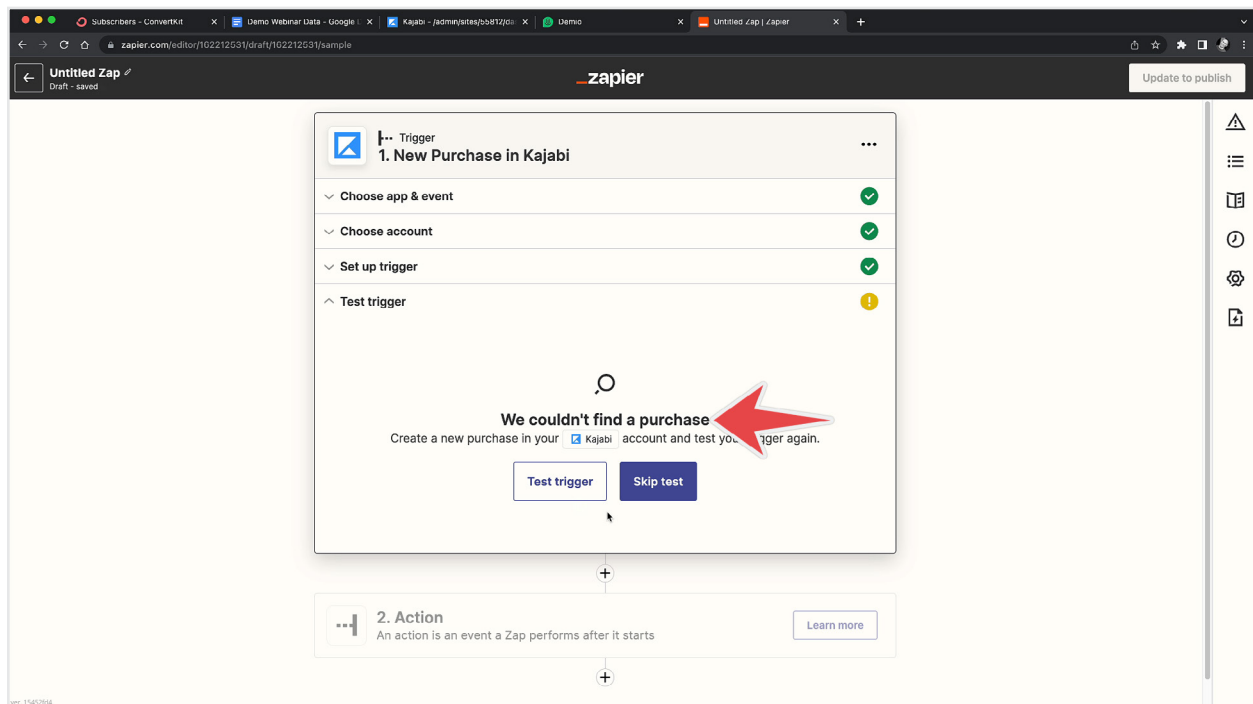 Subscribers - ConvertKit
Demo Webinar Data - Google D
Kajabi - /admin/sites/55812/da
Demio
Untitled Zap | Zapier
zapier.com/editor/162212531/draft/162212531/sample
Untitled Zap
Draft - saved
_zapier
Update to publish
Trigger
1. New Purchase in Kajabi
Choose app & event
Choose account
Set up trigger
Test trigger
We couldn't find a purchase
Create a new purchase in your Kajabi account and test you gger again.
Test trigger
Skip test
2. Action
An action is an event a Zap performs after it starts
Learn more